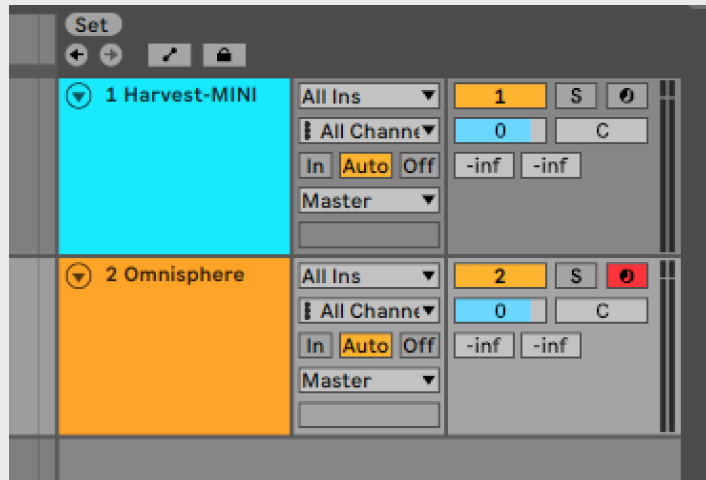 Set
1 Harvest-MINI All Ins 1 S
All Channe 0 C
In Auto Off -inf -inf
Master
2 Omnisphere All Ins 2 S
All Channe 0 C
In Auto Off -inf -inf
Master